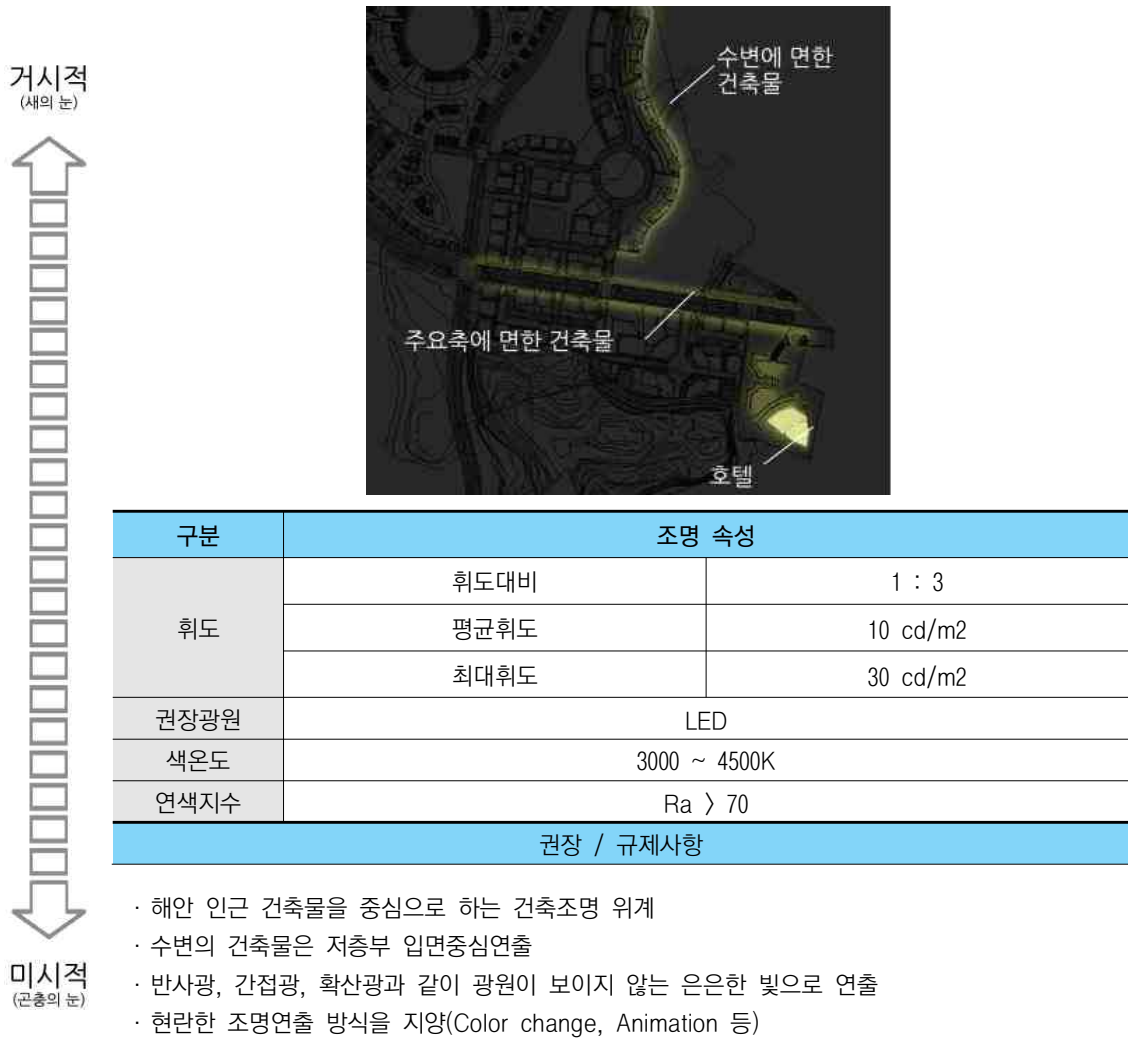 거시적
(새의 눈)
수변에 면한
건축물
주요축에 면한 건축물
호텔
구분 조명 속성
휘도 휘도대비 1 : 3
평균휘도 10 cd/m2
최대휘도 30 cd/m2
권장광원 LED
색온도 3000 ~ 4500K
연색지수 Ra 〉 70
권장 / 규제사항
· 해안 인근 건축물을 중심으로 하는 건축조명 위계
· 수변의 건축물은 저층부 입면중심연출
· 반사광, 간접광, 확산광과 같이 광원이 보이지 않는 은은한 빛으로 연출
· 현란한 조명연출 방식을 지양(Color change, Animation 등)
미시적
(곤충의 눈)